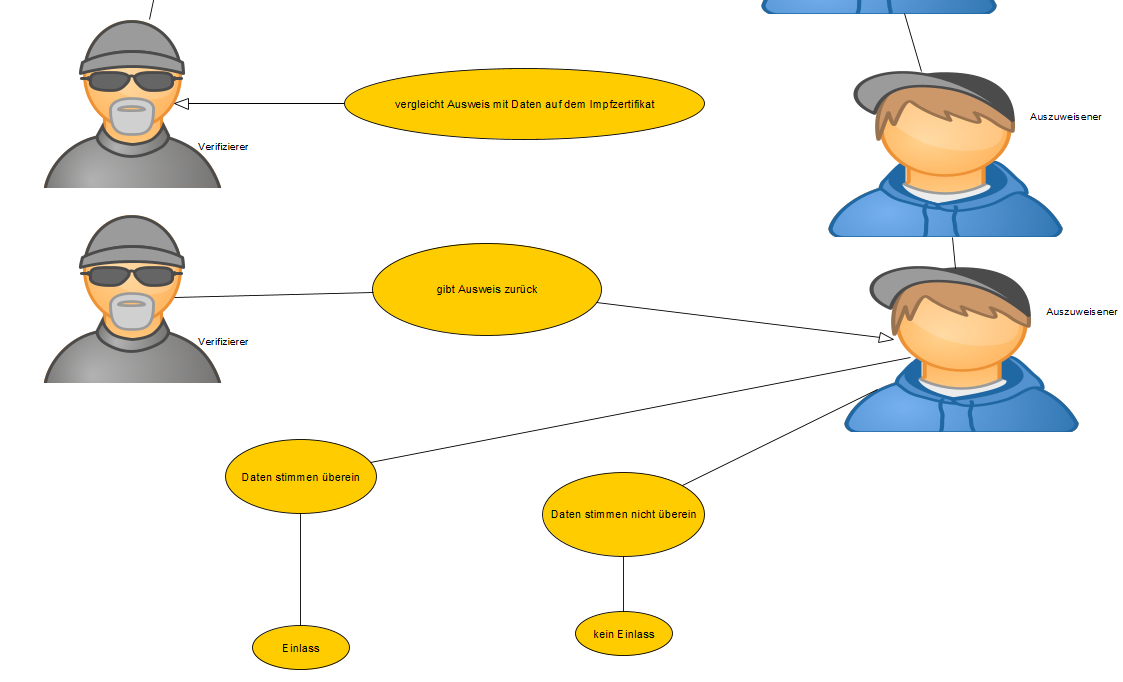 vergleicht Ausweis mit Daten auf dem Impfzertifikat
Auszuweisener
Verifizierer
gibt Ausweis zurück
Auszuweisener
Verifizierer
Daten stimmen überein
Daten stimmen nicht überein
kein Einlass
Einlass